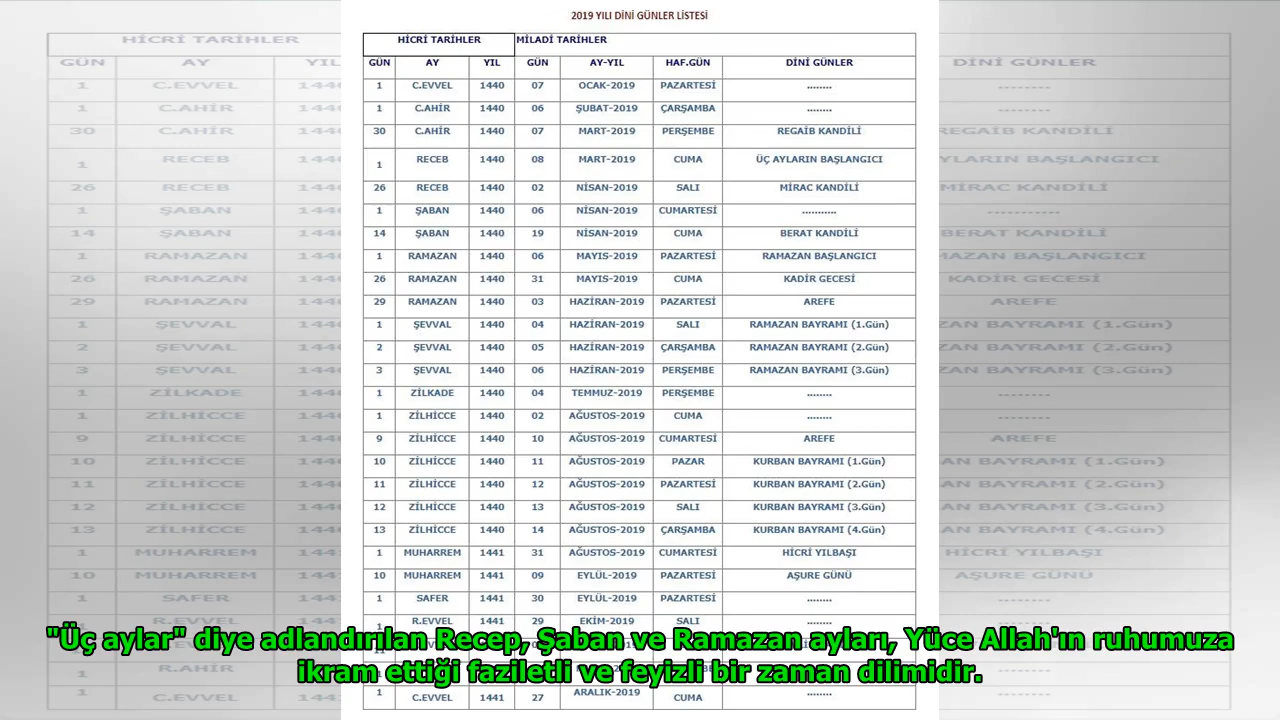 2019 YILI DİNİ GÜNLER LİSTESİ
HİCRİ TARİHLER MİLADİ TARİHLER
GÜN AY YIL GÜN AY-YIL HAF.GÜN DİNİ GÜNLER
1 C.EVVEL 1440 07 OCAK-2019 PAZARTESİ ........
1 C.AHİR 1440 06 ŞUBAT-2019 ÇARŞAMBA ........
30 C.AHİR 1440 07 MART-2019 PERŞEMBE REGAİB KANDİLİ
1 RECEB 1440 08 MART-2019 CUMA ÜÇ AYLARIN BAŞLANGICI
26 RECEB 1440 02 NİSAN-2019 SALI MİRAC KANDİLİ
1 ŞABAN 1440 06 NİSAN-2019 CUMARTESİ ...........
14 ŞABAN 1440 19 NİSAN-2019 CUMA BERAT KANDİLİ
1 RAMAZAN 1440 06 MAYIS-2019 PAZARTESİ RAMAZAN BAŞLANGICI
26 RAMAZAN 1440 31 MAYIS-2019 CUMA KADİR GECESİ
29 RAMAZAN 1440 03 HAZİRAN-2019 PAZARTESİ AREFE
1 ŞEVVAL 1440 04 HAZİRAN-2019 SALI RAMAZAN BAYRAMI (1.Gün)
2 ŞEVVAL 1440 05 HAZİRAN-2019 ÇARŞAMBA RAMAZAN BAYRAMI (2.Gün)
3 ŞEVVAL 1440 06 HAZİRAN-2019 PERŞEMBE RAMAZAN BAYRAMI (3.Gün)
1 ZİLKADE 1440 04 TEMMUZ-2019 PERŞEMBE ........
1 ZİLHİCCE 1440 02 AĞUSTOS-2019 CUMA ........
9 ZİLHİCCE 1440 10 AĞUSTOS-2019 CUMARTESİ AREFE
10 ZİLHİCCE 1440 11 AĞUSTOS-2019 PAZAR KURBAN BAYRAMI (1.Gün)
11 ZİLHİCCE 1440 12 AĞUSTOS-2019 PAZARTESİ KURBAN BAYRAMI (2.Gün)
12 ZİLHİCCE 1440 13 AĞUSTOS-2019 SALI KURBAN BAYRAMI (3.Gün)
13 ZİLHİCCE 1440 14 AĞUSTOS-2019 ÇARŞAMBA KURBAN BAYRAMI (4.Gün)
1 MUHARREM 1441 31 AĞUSTOS-2019 CUMARTESİ HİCRİ YILBAŞI
10 MUHARREM 1441 09 EYLÜL-2019 PAZARTESİ AŞURE GÜNÜ
1 SAFER 1441 30 EYLÜL-2019 PAZARTESİ ........
1 R.EVVEL 1441 29 EKİM-2019 SALI ........
"Üç aylar" diye adlandırılan Recep, Şaban ve Ramazan ayları, Yüce Allah'ın ruhumuza
ikram ettiği faziletli ve feyizli bir zaman dilimidir.
1 C.EVVEL 1441 27 ARALIK-2019 CUMA ........